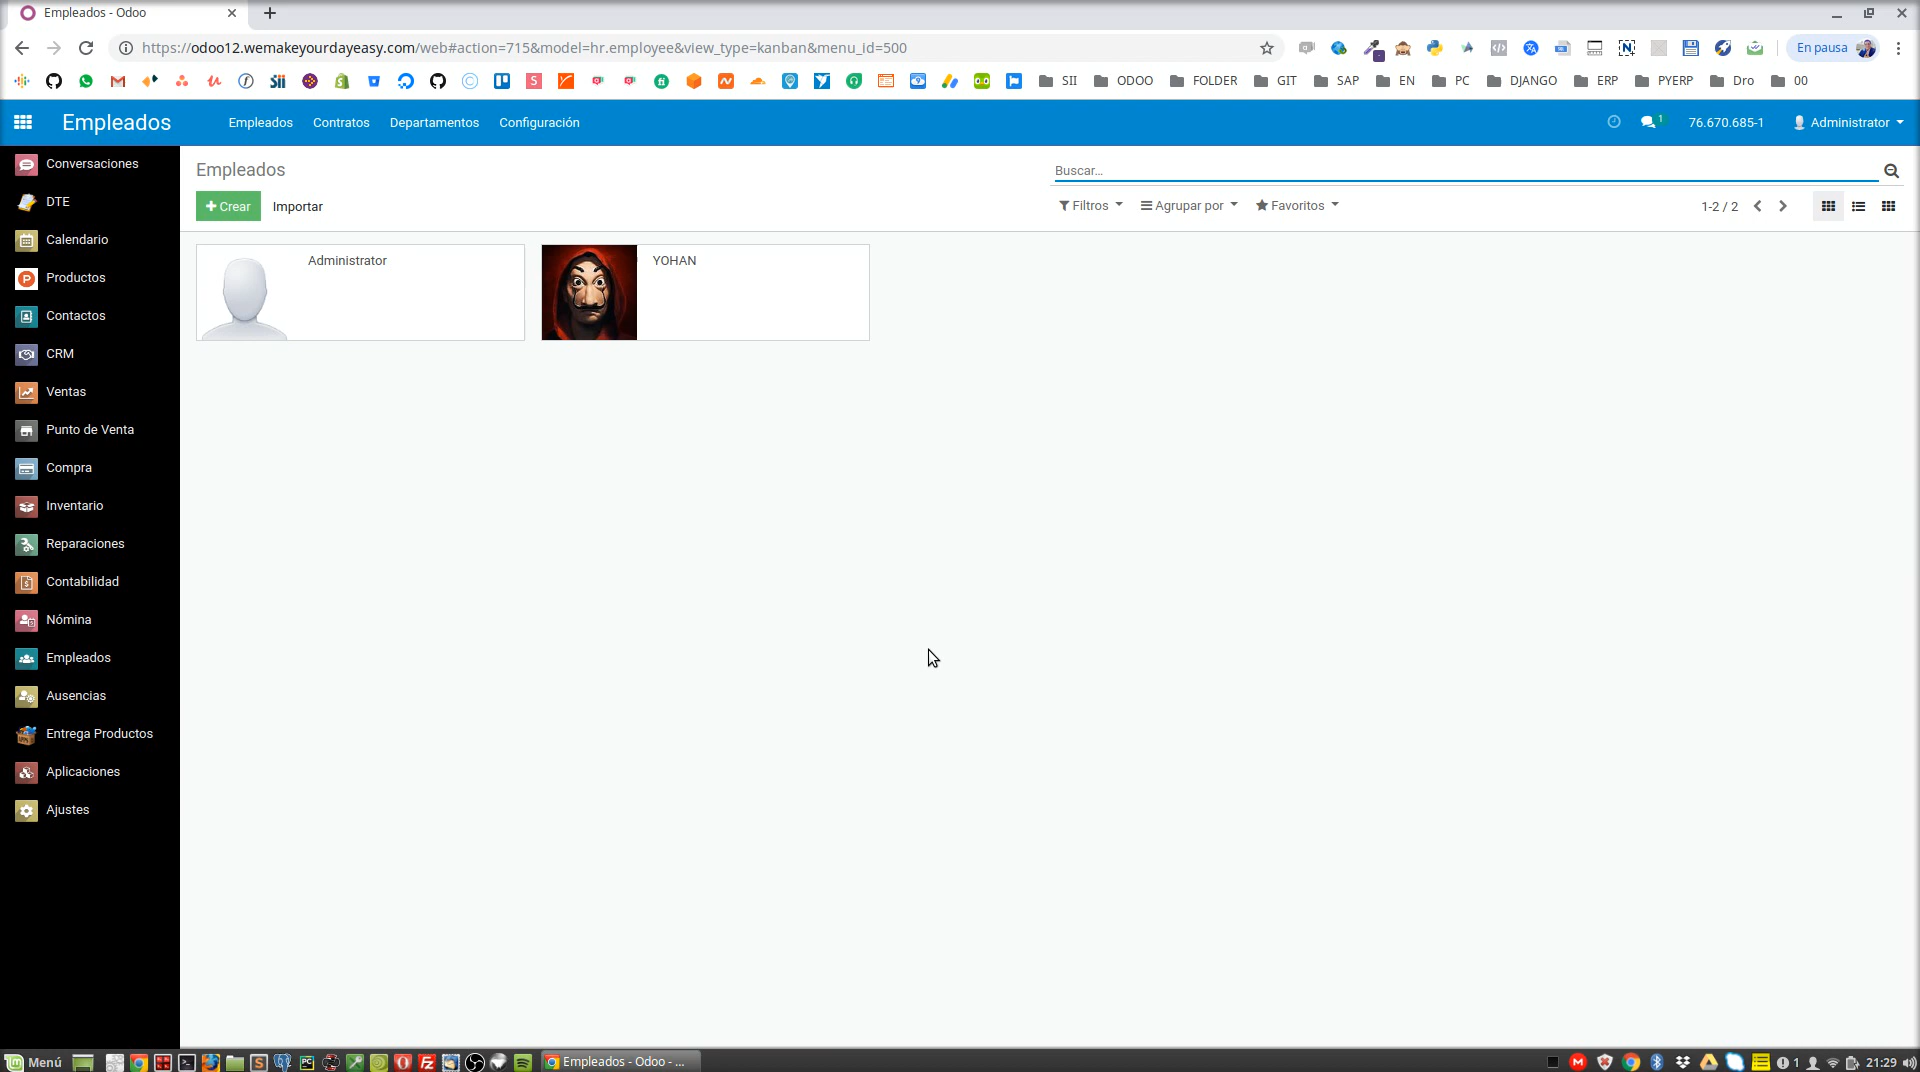 Empleados - Odoo
https://odoo12.wemakeyourdayeasy.com/web#action=715&model=hr.employee&view_type=kanban&menu_id=500
En pausa
SII ODOO FOLDER GIT SAP EN PC DJANGO ERP PYERP Dro 00
Empleados Empleados Contratos Departamentos Configuración 1 76.670.685-1 Administrator
Conversaciones
DTE
Calendario
Productos
Contactos
CRM
Ventas
Punto de Venta
Compra
Inventario
Reparaciones
Contabilidad
Nómina
Empleados
Ausencias
Entrega Productos
Aplicaciones
Ajustes
Empleados
Buscar...
Crear Importar
Filtros Agrupar por Favoritos 1-2 / 2
Administrator
YOHAN
Menú Empleados - Odoo - ... 1 21:29